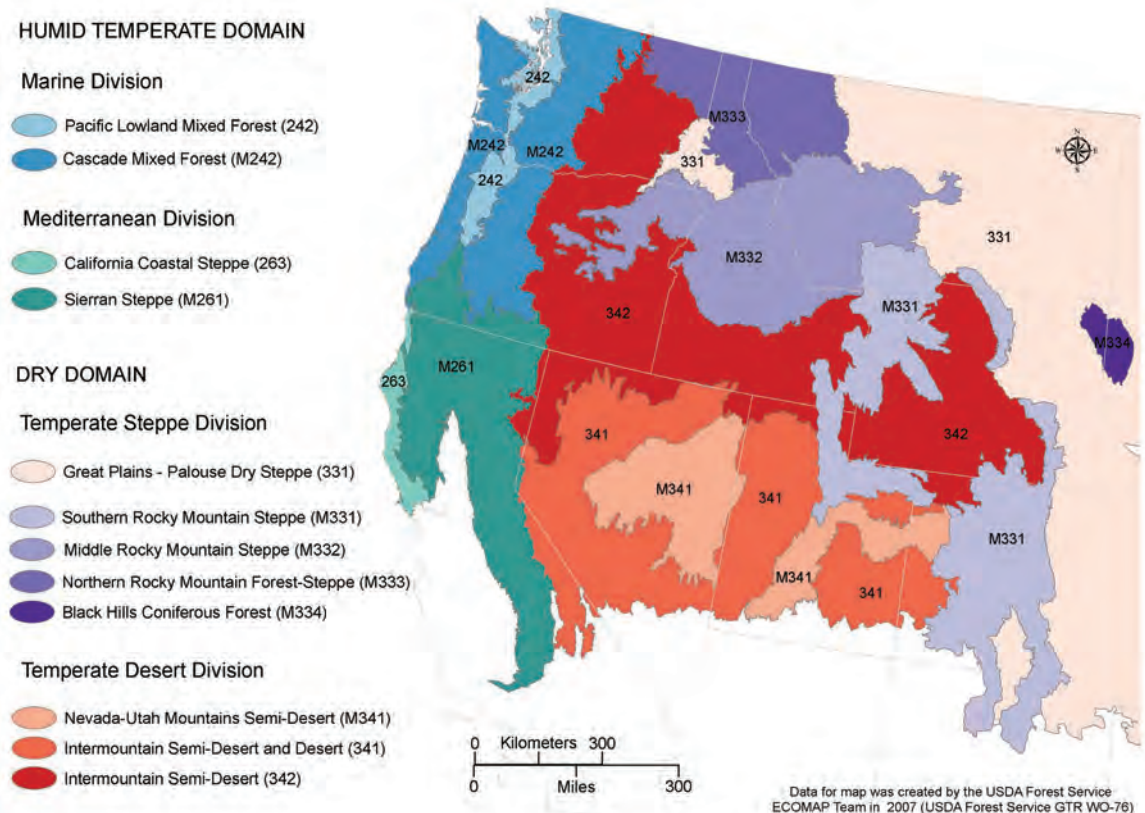 HUMID TEMPERATE DOMAIN
Marine Division
Pacific Lowland Mixed Forest (242)
Cascade Mixed Forest (M242)
Mediterranean Division
California Coastal Steppe (263)
Sierran Steppe (M261)
DRY DOMAIN
Temperate Steppe Division
Great Plains - Palouse Dry Steppe (331)
Southern Rocky Mountain Steppe (M331)
Middle Rocky Mountain Steppe (M332)
Northern Rocky Mountain Forest-Steppe (M333)
Black Hills Coniferous Forest (M334)
Temperate Desert Division
Nevada-Utah Mountains Semi-Desert (M341)
Intermountain Semi-Desert and Desert (341)
Intermountain Semi-Desert (342)
242
M333
M242
M242
331
242
N
W
E
S
331
M332
M331
342
M334
263
M261
341
342
M341
341
M331
M341
341
0 Kilometers 300
0 Miles 300
Data for map was created by the USDA Forest Service
ECOMAP Team in 2007 (USDA Forest Service GTR WO-76)